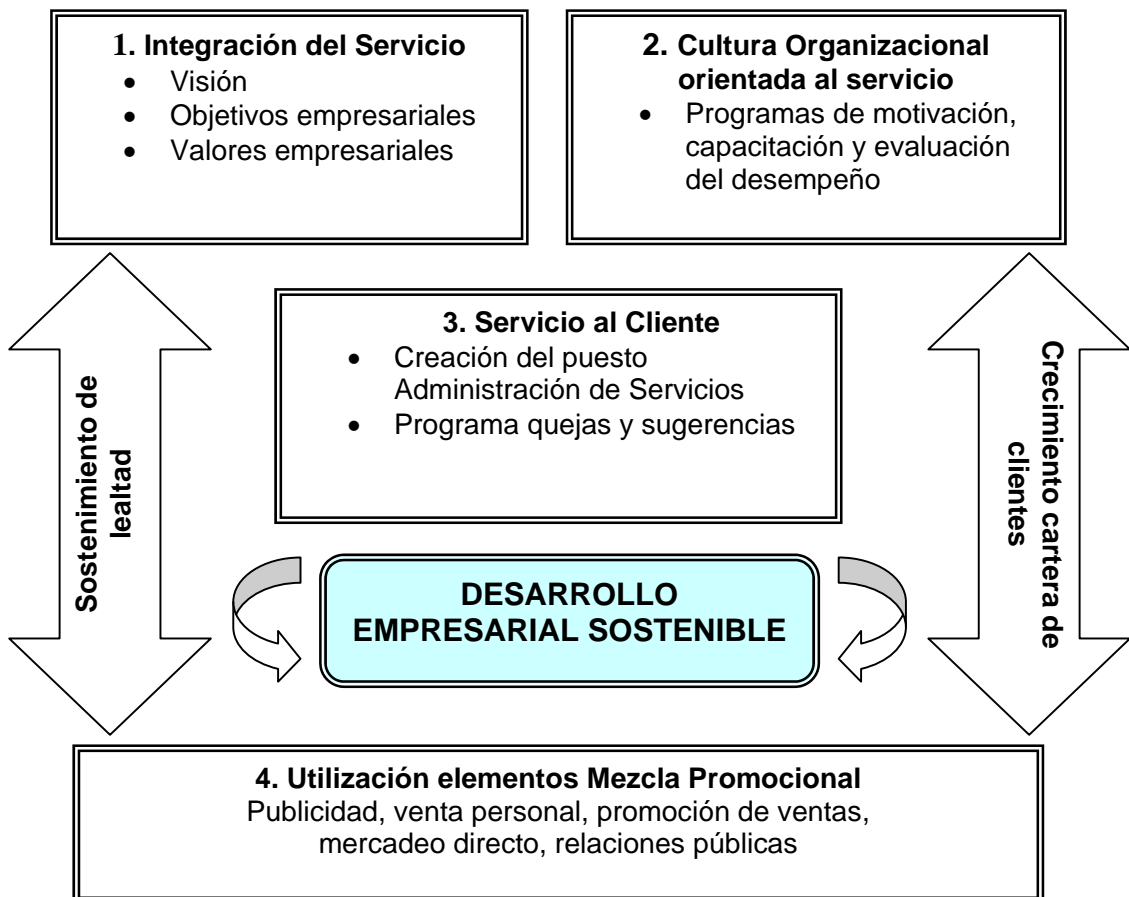 1. Integración del Servicio
• Visión
• Objetivos empresariales
• Valores empresariales
2. Cultura Organizacional
orientada al servicio
• Programas de motivación,
capacitación y evaluación
del desempeño
3. Servicio al Cliente
• Creación del puesto
Administración de Servicios
• Programa quejas y sugerencias
Sostenimiento de
lealtad
Crecimiento cartera de
clientes
DESARROLLO
EMPRESARIAL SOSTENIBLE
4. Utilización elementos Mezcla Promocional
Publicidad, venta personal, promoción de ventas,
mercadeo directo, relaciones públicas